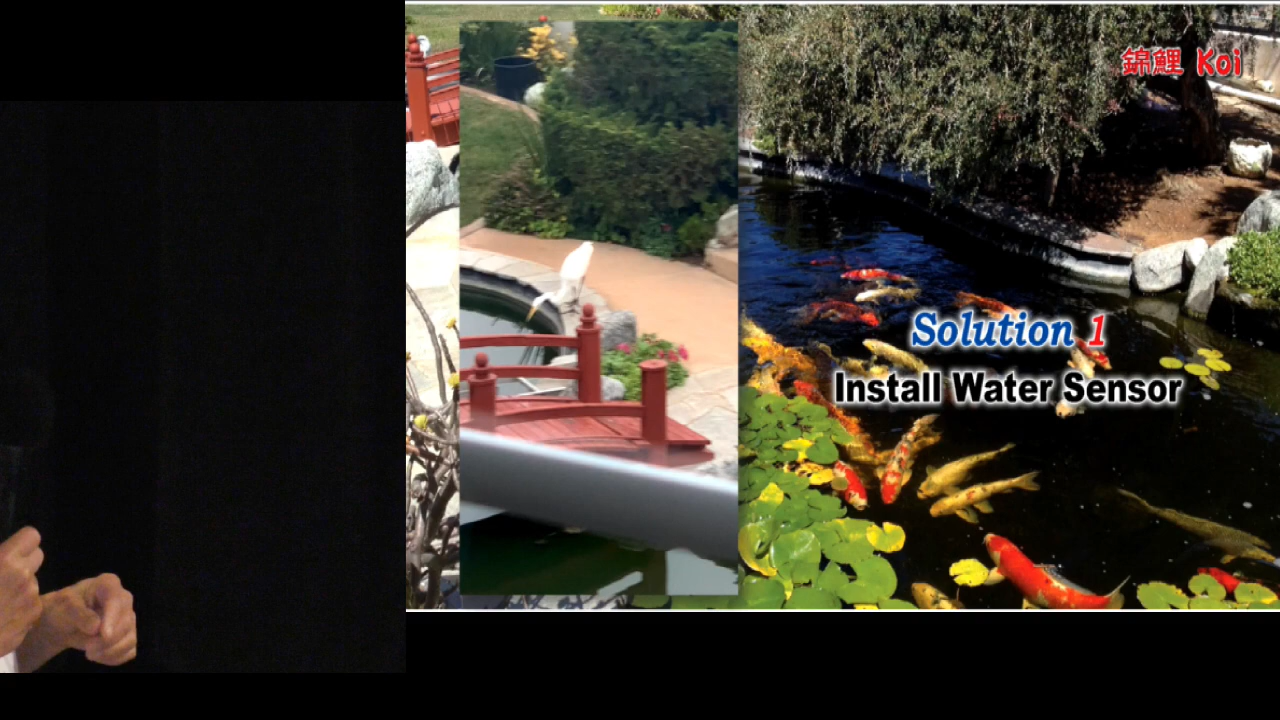 錦鯉 Koi
Solution 1
Install Water Sensor